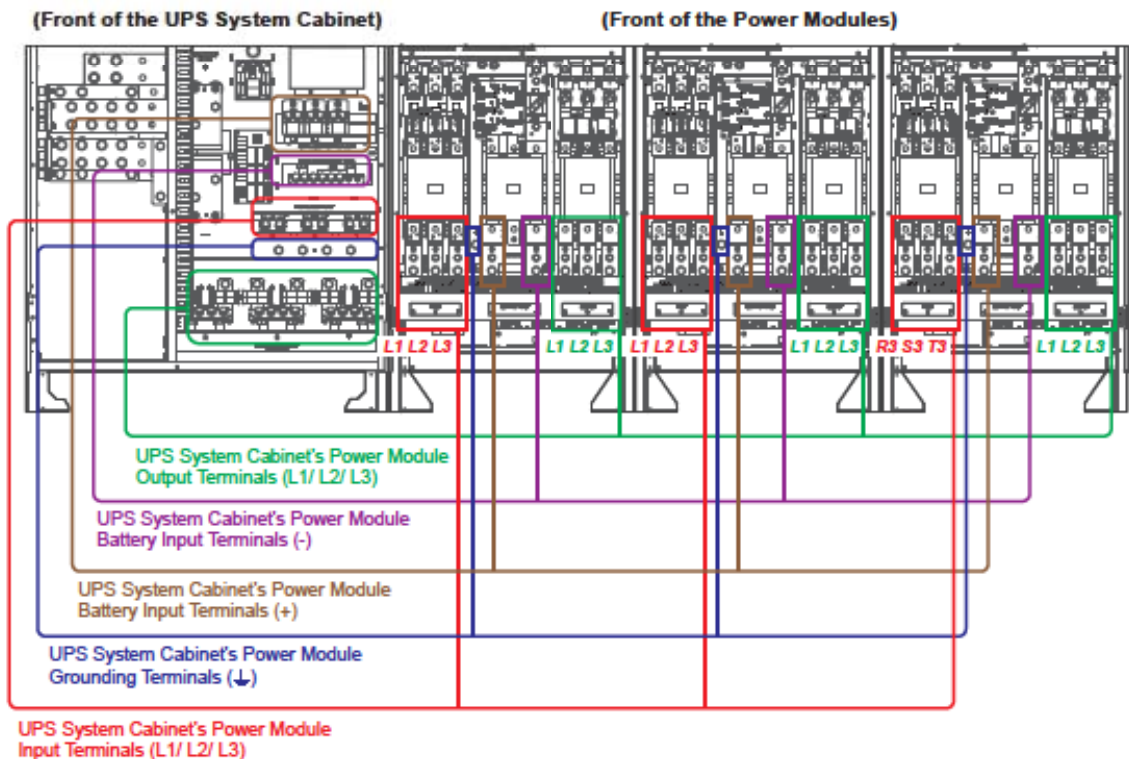 (Front of the UPS System Cabinet)
(Front of the Power Modules)
L1 L2 L3
L1 L2 L3
L1 L2 L3
L1 L2 L3
R3 S3 T3
L1 L2 L3
UPS System Cabinet's Power Module
Output Terminals (L1/ L2/ L3)
UPS System Cabinet's Power Module
Battery Input Terminals (-)
UPS System Cabinet's Power Module
Battery Input Terminals (+)
UPS System Cabinet's Power Module
Grounding Terminals (⏚)
UPS System Cabinet's Power Module
Input Terminals (L1/ L2/ L3)